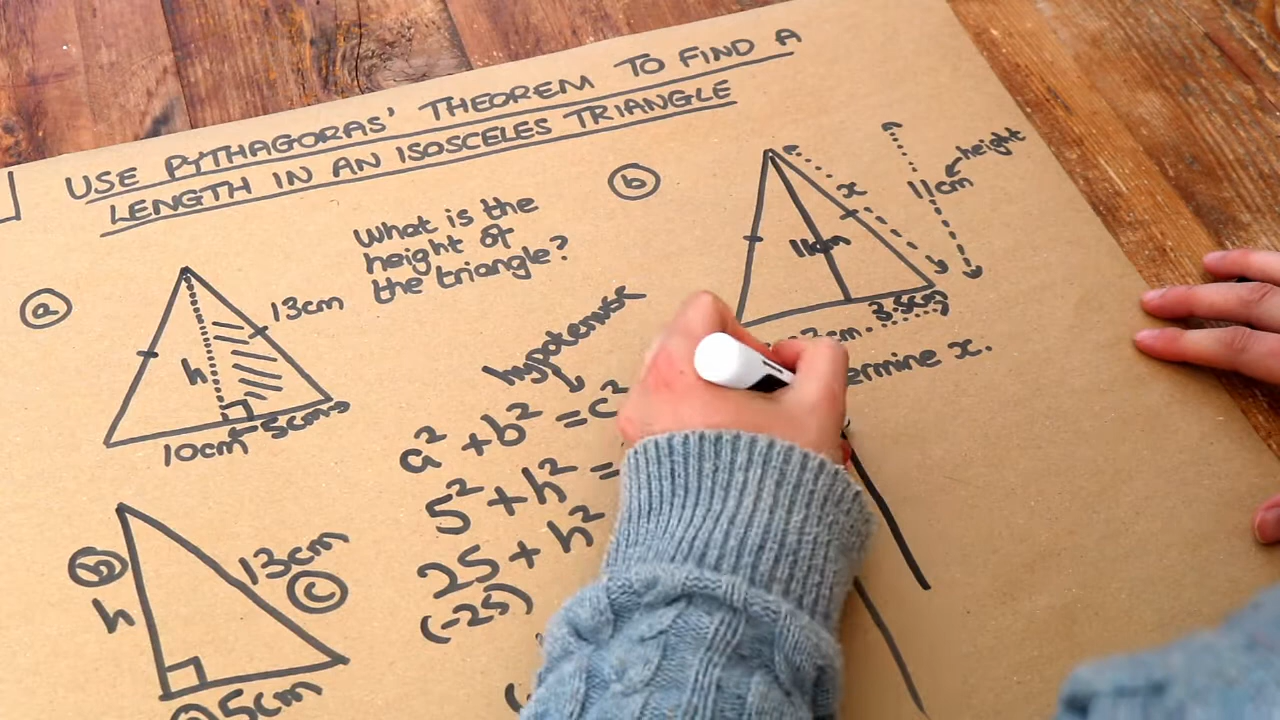 USE PYTHAGORAS' THEOREM TO FIND A
LENGTH IN AN ISOSCELES TRIANGLE
a
What is the
height of
the triangle?
13cm
h
10cm
5cm
b
x
11cm
height
11cm
3.5cm
x.
hypotenuse
a² + b² = c²
5² + h² =
25 + h²
(-25)
b
h
13cm
c
5cm